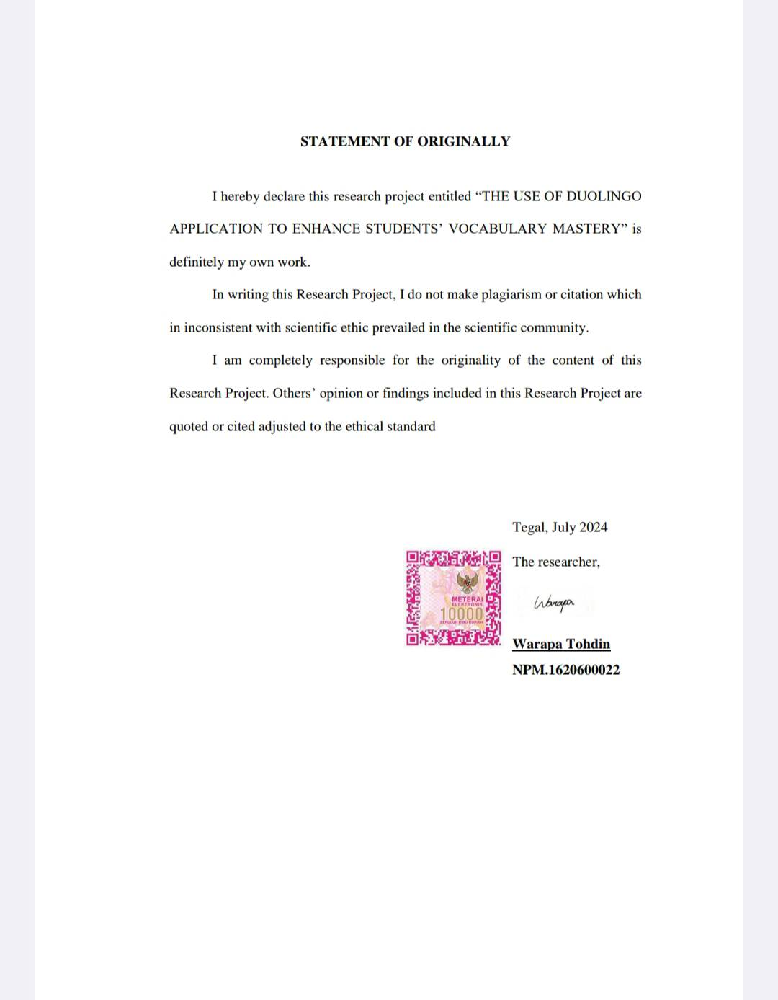 STATEMENT OF ORIGINALLY
I hereby declare this research project entitled “THE USE OF DUOLINGO
APPLICATION TO ENHANCE STUDENTS’ VOCABULARY MASTERY” is
definitely my own work.
In writing this Research Project, I do not make plagiarism or citation which
in inconsistent with scientific ethic prevailed in the scientific community.
I am completely responsible for the originality of the content of this
Research Project. Others’ opinion or findings included in this Research Project are
quoted or cited adjusted to the ethical standard
Tegal, July 2024
The researcher,
METERAI
ELEKTRONIK
10000
SEPULUH RIBU RUPIAH
Warapa
Warapa Tohdin
NPM.1620600022